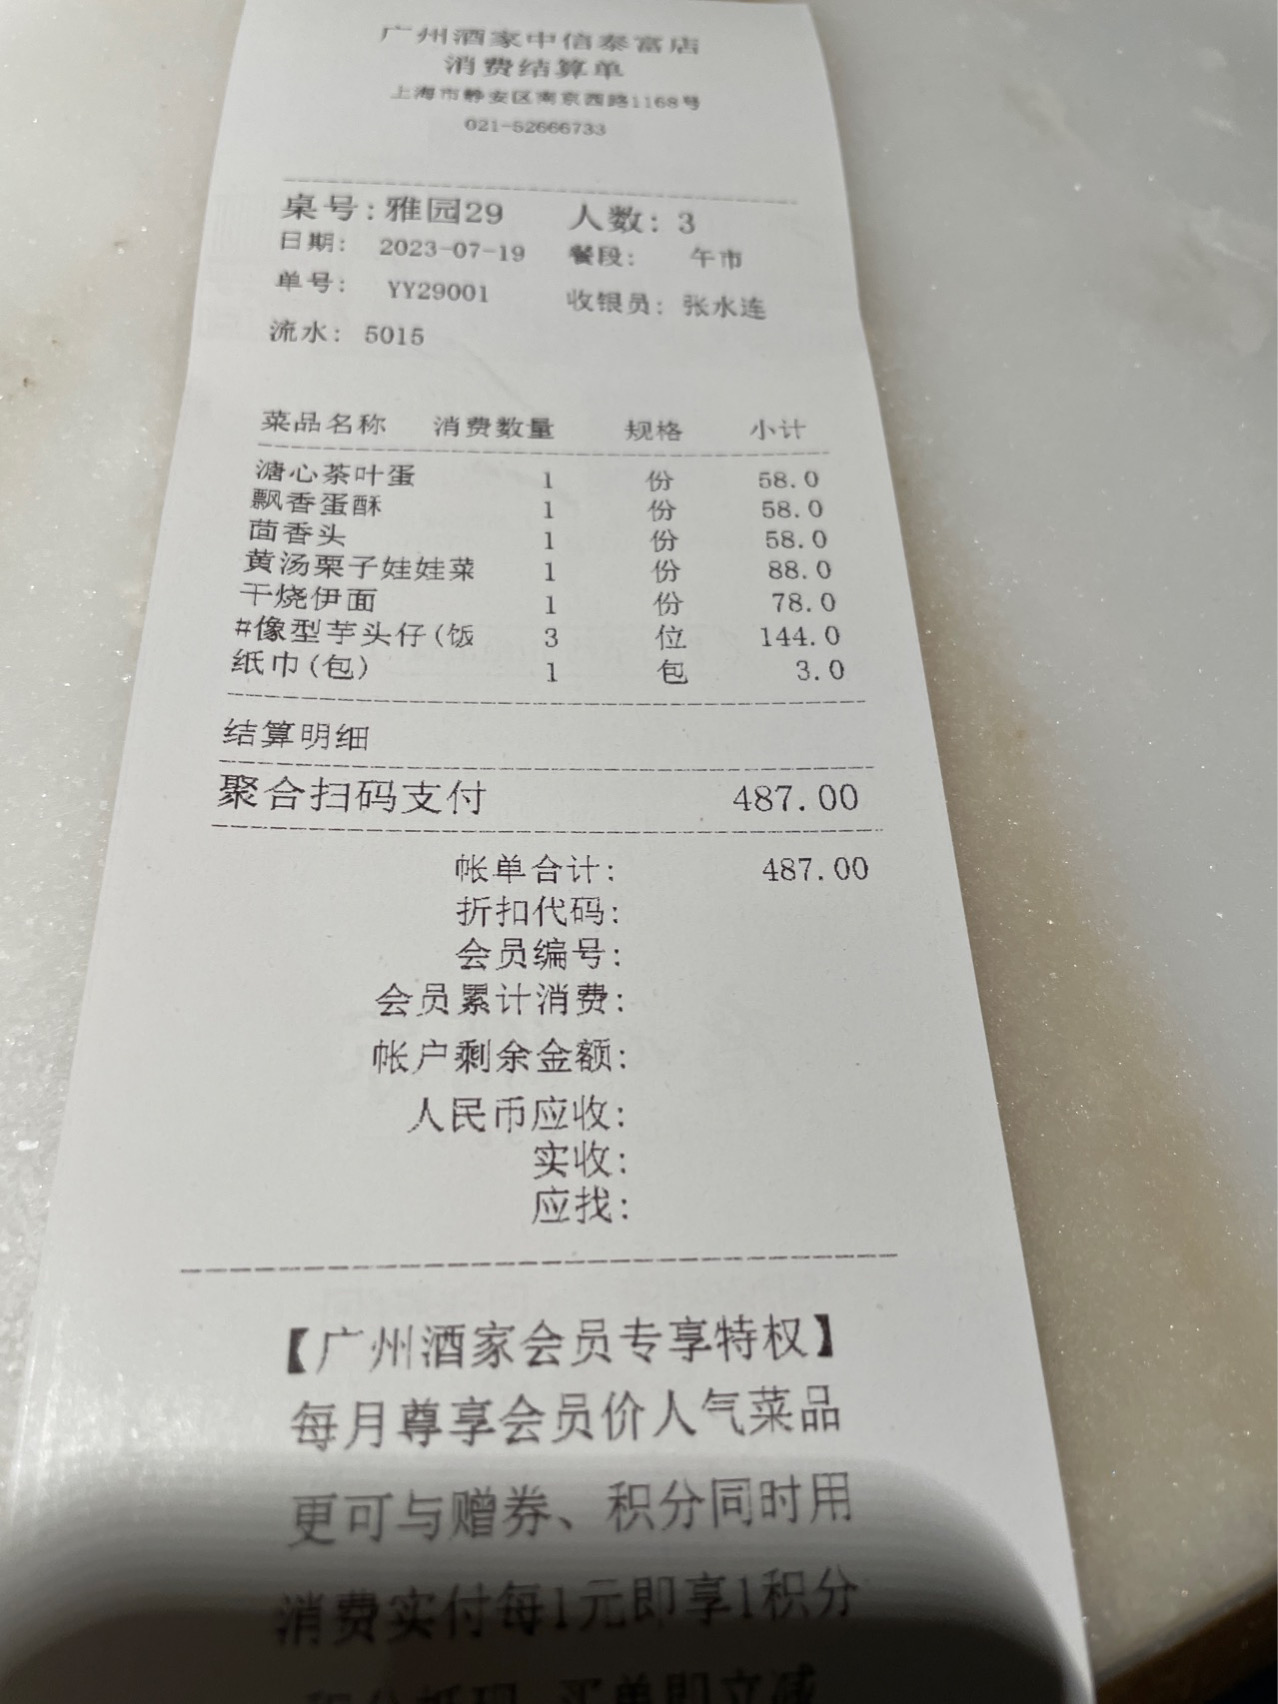 广州酒家中信泰富店
消费结算单
上海市静安区南京西路1168号
021-52666733
桌号:雅园29 人数: 3
日期: 2023-07-19 餐段: 午市
单号: YY29001 收银员: 张水连
流水: 5015
菜品名称 消费数量 规格 小计
溏心茶叶蛋 1 份 58.0
飘香蛋酥 1 份 58.0
茴香头 1 份 58.0
黄汤栗子娃娃菜 1 份 88.0
干烧伊面 1 份 78.0
#像型芋头仔(饭 3 位 144.0
纸巾(包) 1 包 3.0
结算明细
聚合扫码支付 487.00
帐单合计: 487.00
折扣代码:
会员编号:
会员累计消费:
帐户剩余金额:
人民币应收:
实收:
应找:
【广州酒家会员专享特权】
每月尊享会员价人气菜品
更可与赠券、积分同时用
消费实付每1元即享1积分